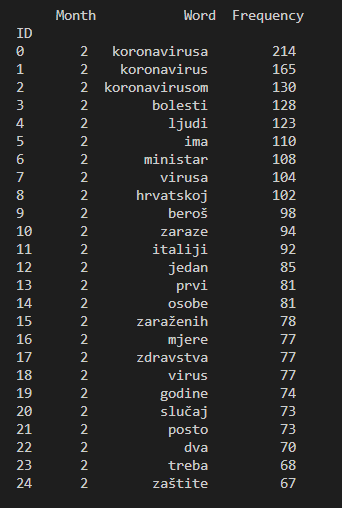 Month Word Frequency
ID
0 2 koronavirusa 214
1 2 koronavirus 165
2 2 koronavirusom 130
3 2 bolesti 128
4 2 ljudi 123
5 2 ima 110
6 2 ministar 108
7 2 virusa 104
8 2 hrvatskoj 102
9 2 beroš 98
10 2 zaraze 94
11 2 italiji 92
12 2 jedan 85
13 2 prvi 81
14 2 osobe 81
15 2 zaraženih 78
16 2 mjere 77
17 2 zdravstva 77
18 2 virus 77
19 2 godine 74
20 2 slučaj 73
21 2 posto 73
22 2 dva 70
23 2 treba 68
24 2 zaštite 67